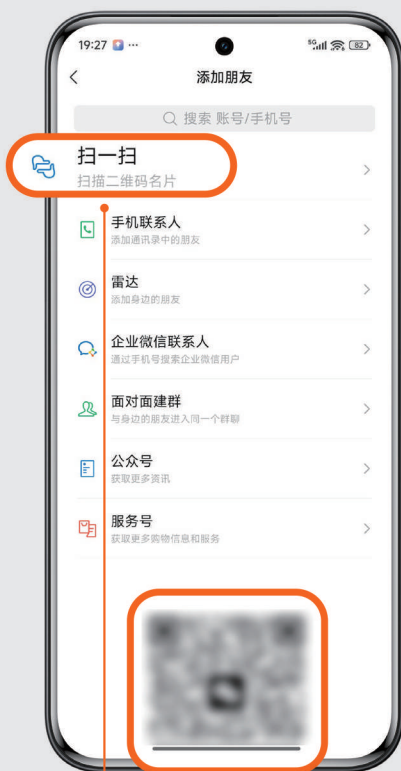 19:27 ...
5G 82
添加朋友
搜索 账号/手机号
扫一扫
扫描二维码名片
手机联系人
添加通讯录中的朋友
雷达
添加身边的朋友
企业微信联系人
通过手机号搜索企业微信用户
面对面建群
与身边的朋友进入同一个群聊
公众号
获取更多资讯
服务号
获取更多购物信息和服务